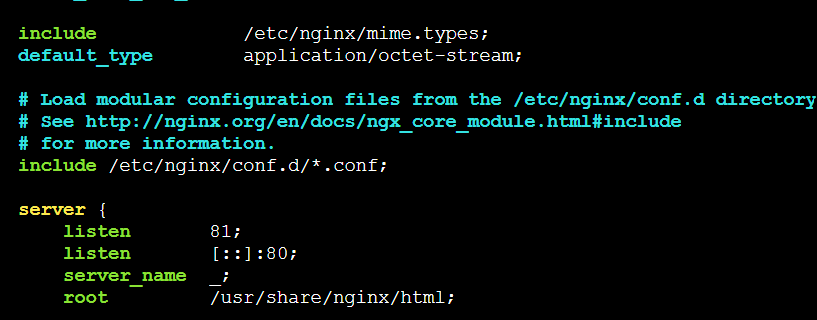 include             /etc/nginx/mime.types;
default_type        application/octet-stream;
# Load modular configuration files from the /etc/nginx/conf.d directory
# See http://nginx.org/en/docs/ngx_core_module.html#include
# for more information.
include /etc/nginx/conf.d/*.conf;
server {
    listen       81;
    listen       [::]:80;
    server_name  _;
    root         /usr/share/nginx/html;